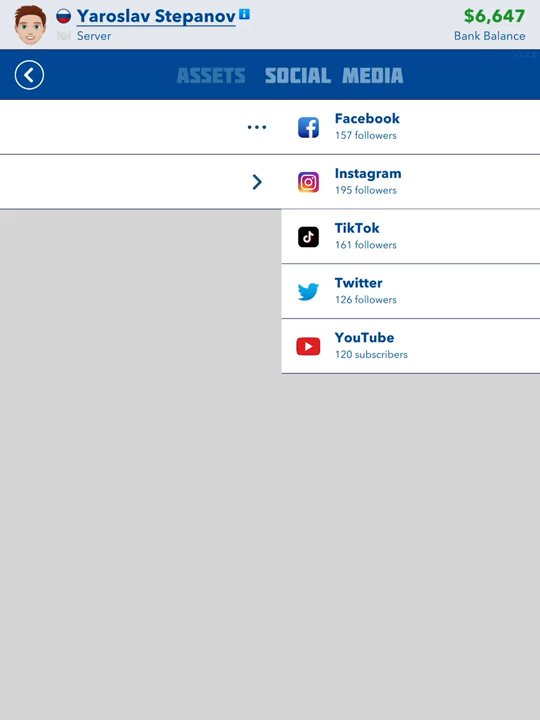 Yaroslav Stepanov
$6,647
Server
Bank Balance
ASSETS SOCIAL MEDIA
Facebook
157 followers
Instagram
195 followers
TikTok
161 followers
Twitter
126 followers
YouTube
120 subscribers